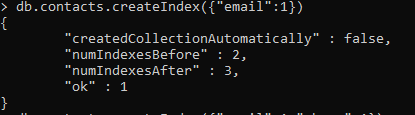 > db.contacts.createIndex({"email":1})
{
        "createdCollectionAutomatically" : false,
        "numIndexesBefore" : 2,
        "numIndexesAfter" : 3,
        "ok" : 1
}